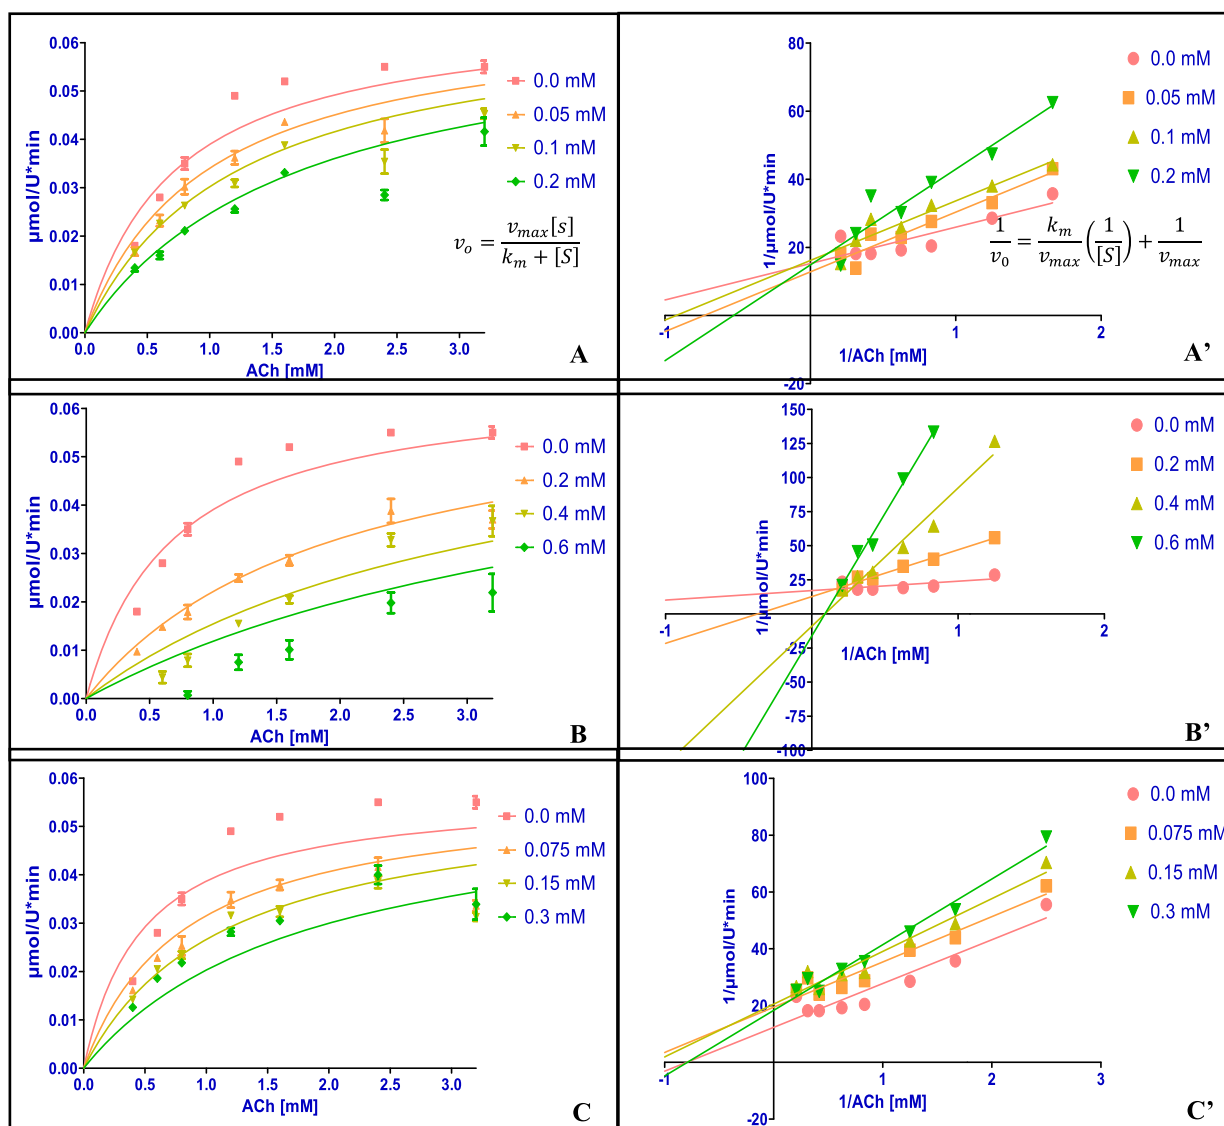 0.06
0.05
0.04
0.03
0.02
0.01
0.00
0.0 0.5 1.0 1.5 2.0 2.5 3.0
µmol/U*min
ACh [mM]
0.0 mM
0.05 mM
0.1 mM
0.2 mM
v_o = v_max[s] / k_m + [S]
A
80
60
40
20
-20
-1 1 2
1/µmol/U*min
1/ACh [mM]
0.0 mM
0.05 mM
0.1 mM
0.2 mM
1/v_0 = k_m/v_max (1/[S]) + 1/v_max
A’
0.06
0.05
0.04
0.03
0.02
0.01
0.00
0.0 0.5 1.0 1.5 2.0 2.5 3.0
µmol/U*min
ACh [mM]
0.0 mM
0.2 mM
0.4 mM
0.6 mM
B
150
125
100
75
50
25
-25
-50
-75
-100
-1 1 2
1/µmol/U*min
1/ACh [mM]
0.0 mM
0.2 mM
0.4 mM
0.6 mM
B’
0.06
0.05
0.04
0.03
0.02
0.01
0.00
0.0 0.5 1.0 1.5 2.0 2.5 3.0
µmol/U*min
ACh [mM]
0.0 mM
0.075 mM
0.15 mM
0.3 mM
C
100
80
60
40
20
-20
-1 1 2 3
1/µmol/U*min
1/ACh [mM]
0.0 mM
0.075 mM
0.15 mM
0.3 mM
C’